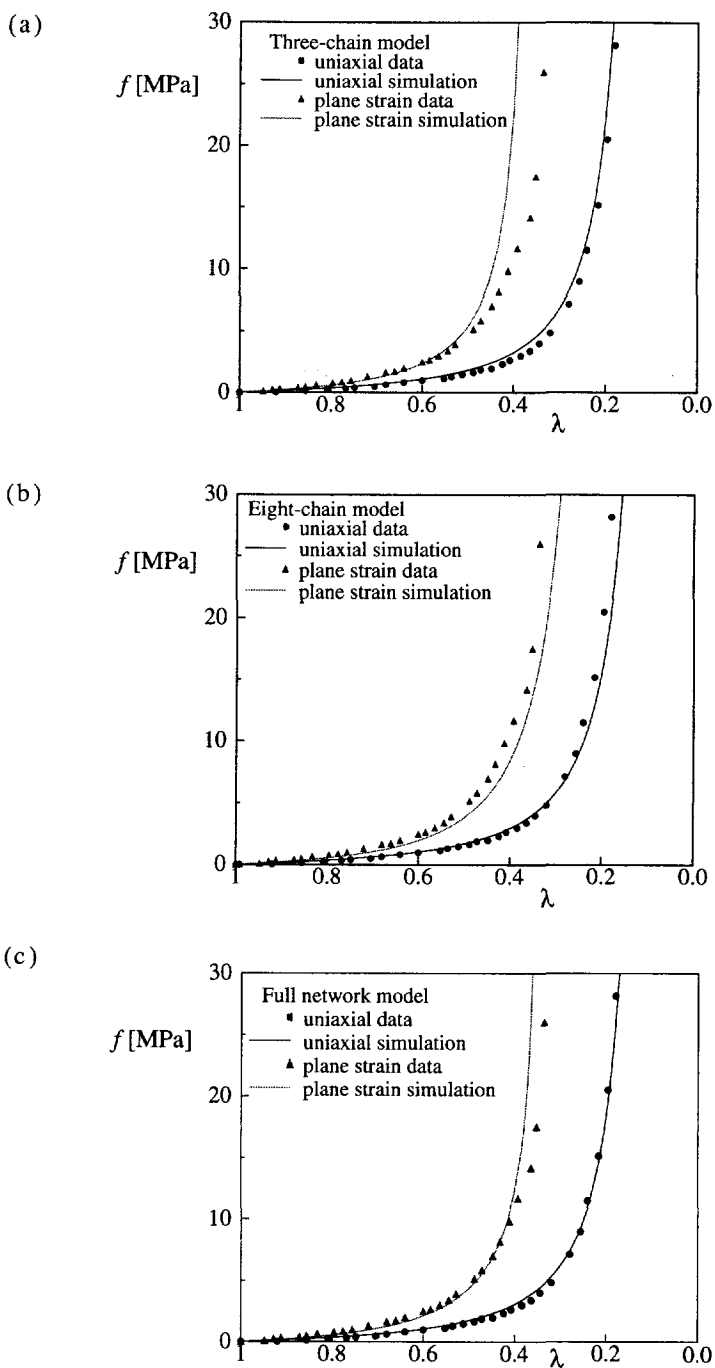 (a)
30
Three-chain model
uniaxial data
f [MPa]
uniaxial simulation
plane strain data
plane strain simulation
20
10
0
1 0.8 0.6 0.4 0.2 0.0
λ
(b)
30
Eight-chain model
uniaxial data
f [MPa]
uniaxial simulation
plane strain data
plane strain simulation
20
10
0
1 0.8 0.6 0.4 0.2 0.0
λ
(c)
30
Full network model
uniaxial data
f [MPa]
uniaxial simulation
plane strain data
plane strain simulation
20
10
0
1 0.8 0.6 0.4 0.2 0.0
λ